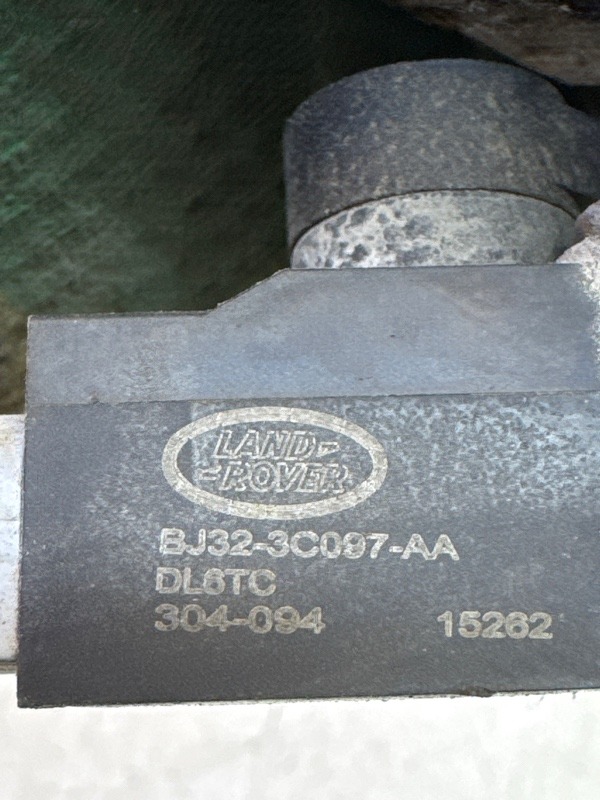 LAND-
-ROVER
BJ32-3C097-AA
DL6TC
304-094 15262